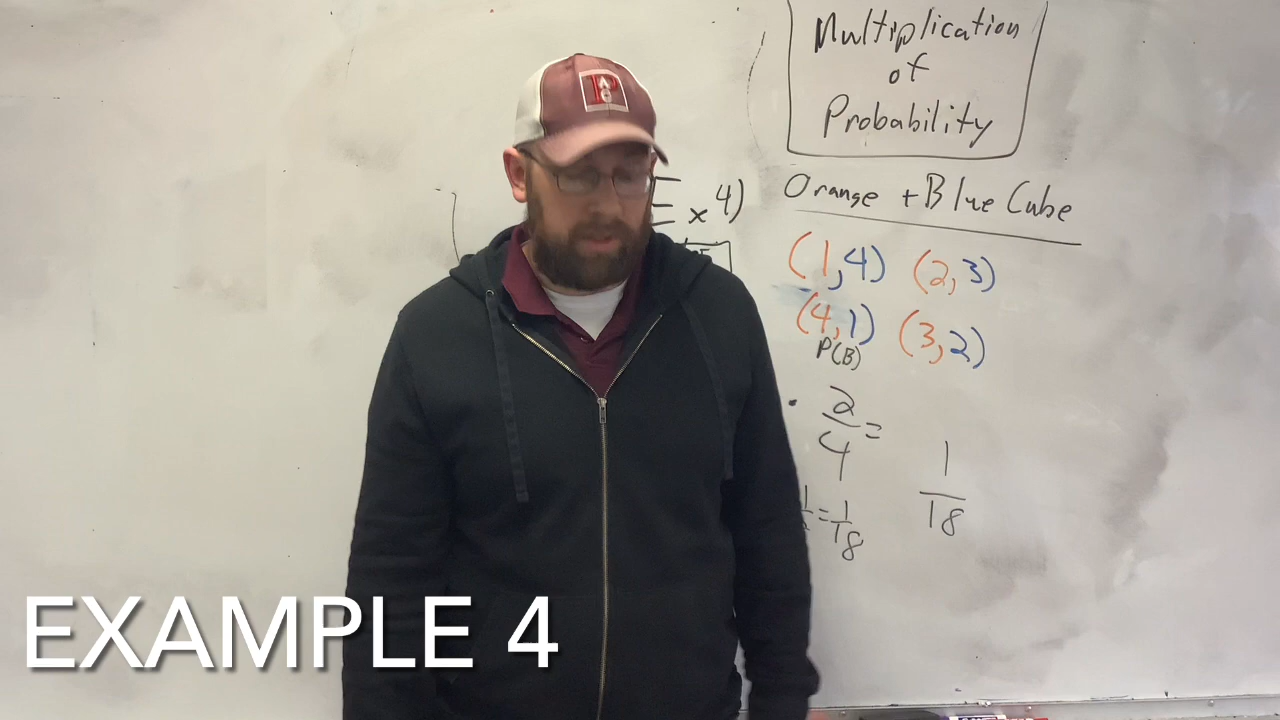 Multiplication
of
Probability
Orange + Blue Cube
x 4)
(1,4) (2,3)
(4,1) (3,2)
P(B)
· 2/4 =
= 1/18
1/18
EXAMPLE 4